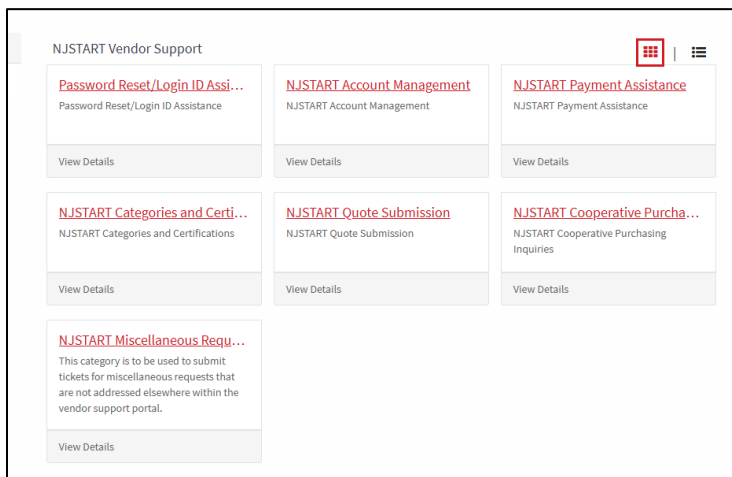 NJSTART Vendor Support
Password Reset/Login ID Assi...
Password Reset/Login ID Assistance
View Details
NJSTART Account Management
NJSTART Account Management
View Details
NJSTART Payment Assistance
NJSTART Payment Assistance
View Details
NJSTART Categories and Certi...
NJSTART Categories and Certifications
View Details
NJSTART Quote Submission
NJSTART Quote Submission
View Details
NJSTART Cooperative Purcha...
NJSTART Cooperative Purchasing
Inquiries
View Details
NJSTART Miscellaneous Requ...
This category is to be used to submit
tickets for miscellaneous requests that
are not addressed elsewhere within the
vendor support portal.
View Details